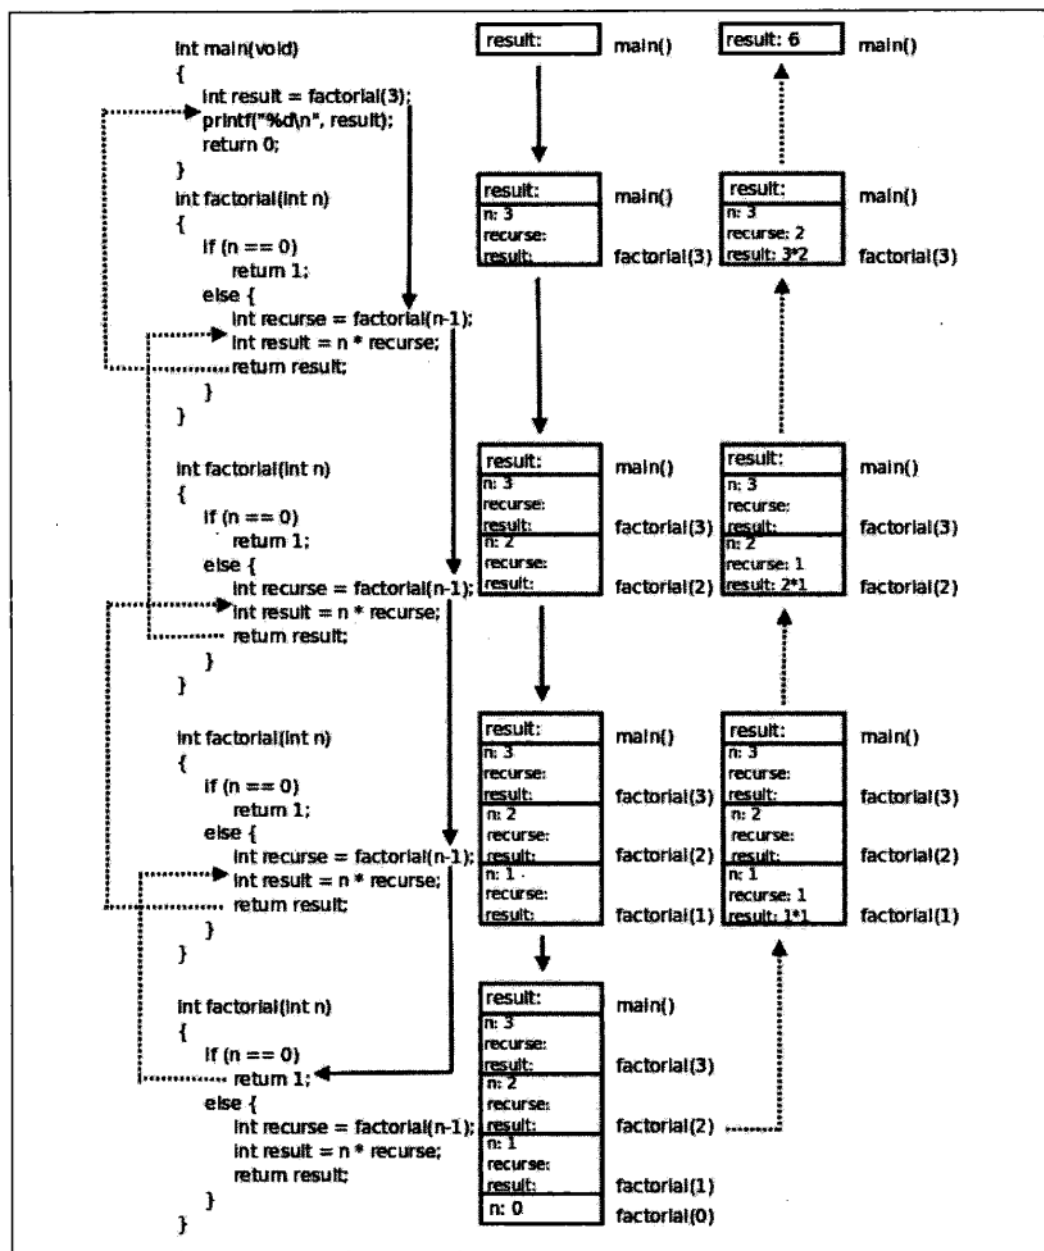 int main(void)
{
int result = factorial(3);
printf("%d\n", result);
return 0;
}
int factorial(int n)
{
if (n == 0)
return 1;
else {
int recurse = factorial(n-1);
int result = n * recurse;
return result;
}
}
int factorial(int n)
{
if (n == 0)
return 1;
else {
int recurse = factorial(n-1);
int result = n * recurse;
return result;
}
}
int factorial(int n)
{
if (n == 0)
return 1;
else {
int recurse = factorial(n-1);
int result = n * recurse;
return result;
}
}
int factorial(int n)
{
if (n == 0)
return 1;
else {
int recurse = factorial(n-1);
int result = n * recurse;
return result;
}
}
result: main()
result: main()
n: 3
recurse:
result: factorial(3)
result: main()
n: 3
recurse:
result: factorial(3)
n: 2
recurse:
result: factorial(2)
result: main()
n: 3
recurse:
result: factorial(3)
n: 2
recurse:
result: factorial(2)
n: 1
recurse:
result: factorial(1)
result: main()
n: 3
recurse:
result: factorial(3)
n: 2
recurse:
result: factorial(2)
n: 1
recurse:
result: factorial(1)
n: 0 factorial(0)
result: 6 main()
result: main()
n: 3
recurse: 2
result: 3*2 factorial(3)
result: main()
n: 3
recurse:
result: factorial(3)
n: 2
recurse: 1
result: 2*1 factorial(2)
result: main()
n: 3
recurse:
result: factorial(3)
n: 2
recurse:
result: factorial(2)
n: 1
recurse: 1
result: 1*1 factorial(1)